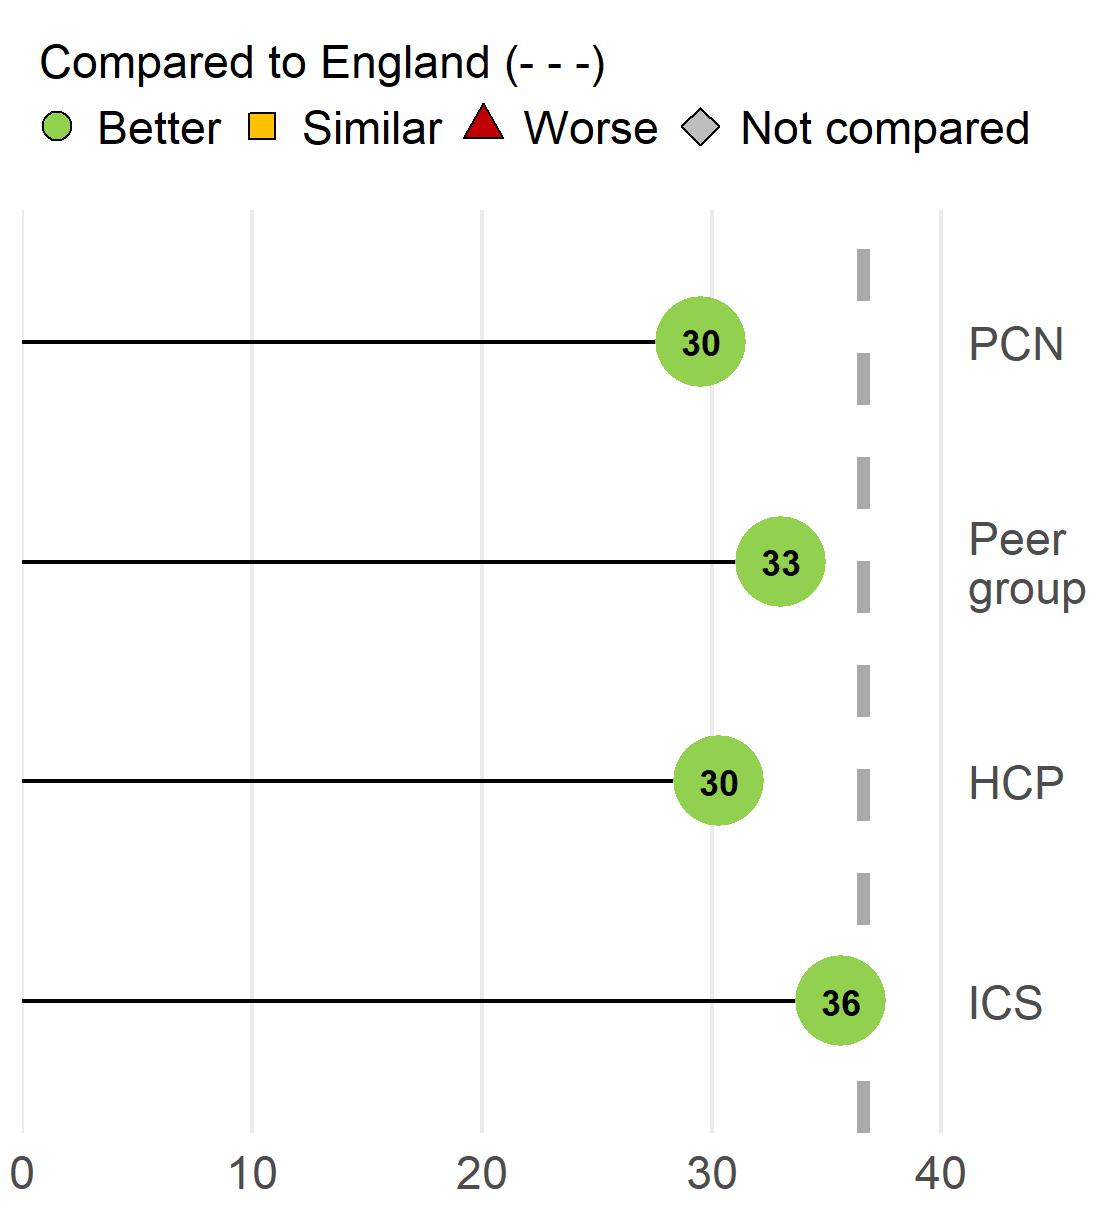 Compared to England (- - -)
Better Similar Worse Not compared
30 PCN
33 Peer
group
30 HCP
36 ICS
0 10 20 30 40